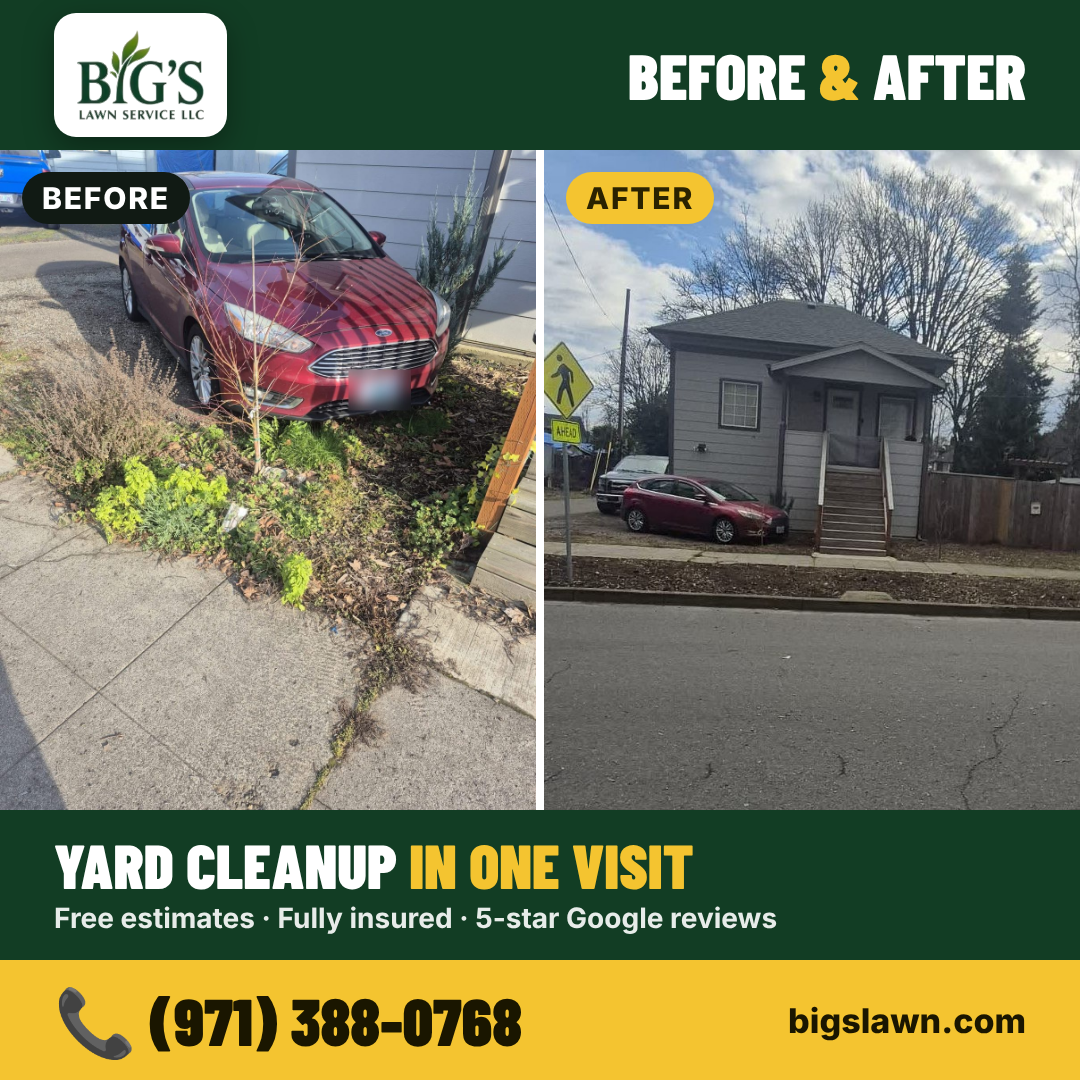 BIG'S
LAWN SERVICE LLC
BEFORE & AFTER
BEFORE
AFTER
AHEAD
YARD CLEANUP IN ONE VISIT
Free estimates · Fully insured · 5-star Google reviews
(971) 388-0768
bigslawn.com